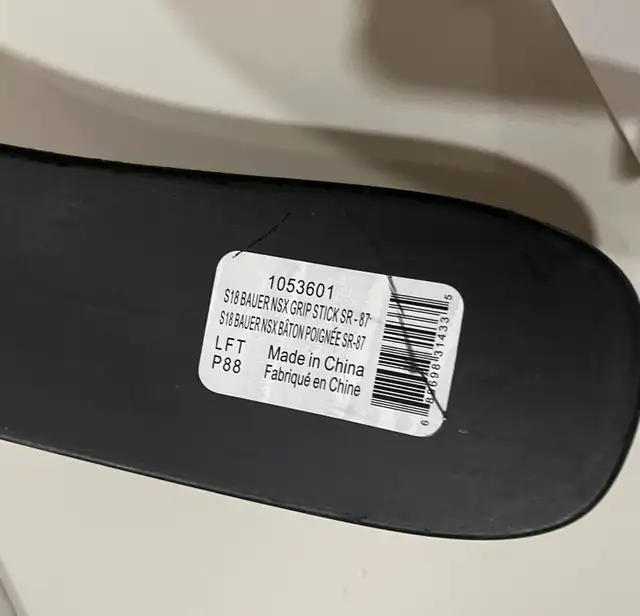 1053601
S18 BAUER NSX GRIP STICK SR - 87
S18 BAUER NSX BÂTON POIGNÉE SR-87
LFT
P88
Made in China
Fabriqué en Chine